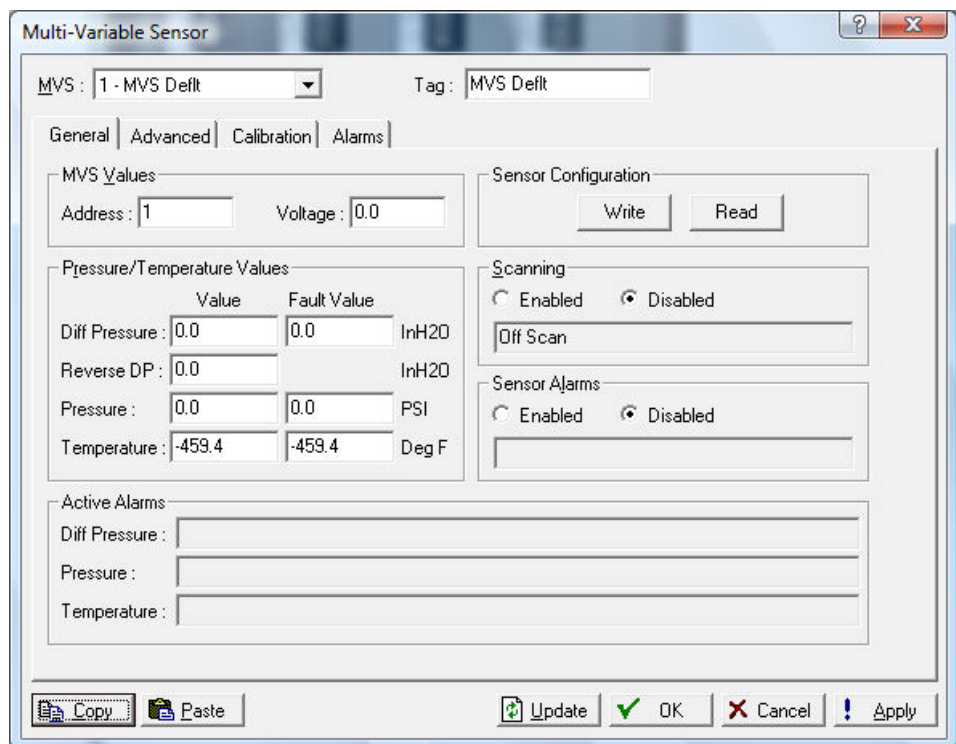 Multi-Variable Sensor
MVS : 1 - MVS Deflt
Tag : MVS Deflt
General Advanced Calibration Alarms
MVS Values
Address : 1 Voltage : 0.0
Sensor Configuration
Write Read
Pressure/Temperature Values
Value Fault Value
Diff Pressure : 0.0 0.0 InH2O
Reverse DP : 0.0 InH2O
Pressure : 0.0 0.0 PSI
Temperature : -459.4 -459.4 Deg F
Scanning
Enabled Disabled
Off Scan
Sensor Alarms
Enabled Disabled
Active Alarms
Diff Pressure :
Pressure :
Temperature :
Copy Paste Update OK Cancel Apply